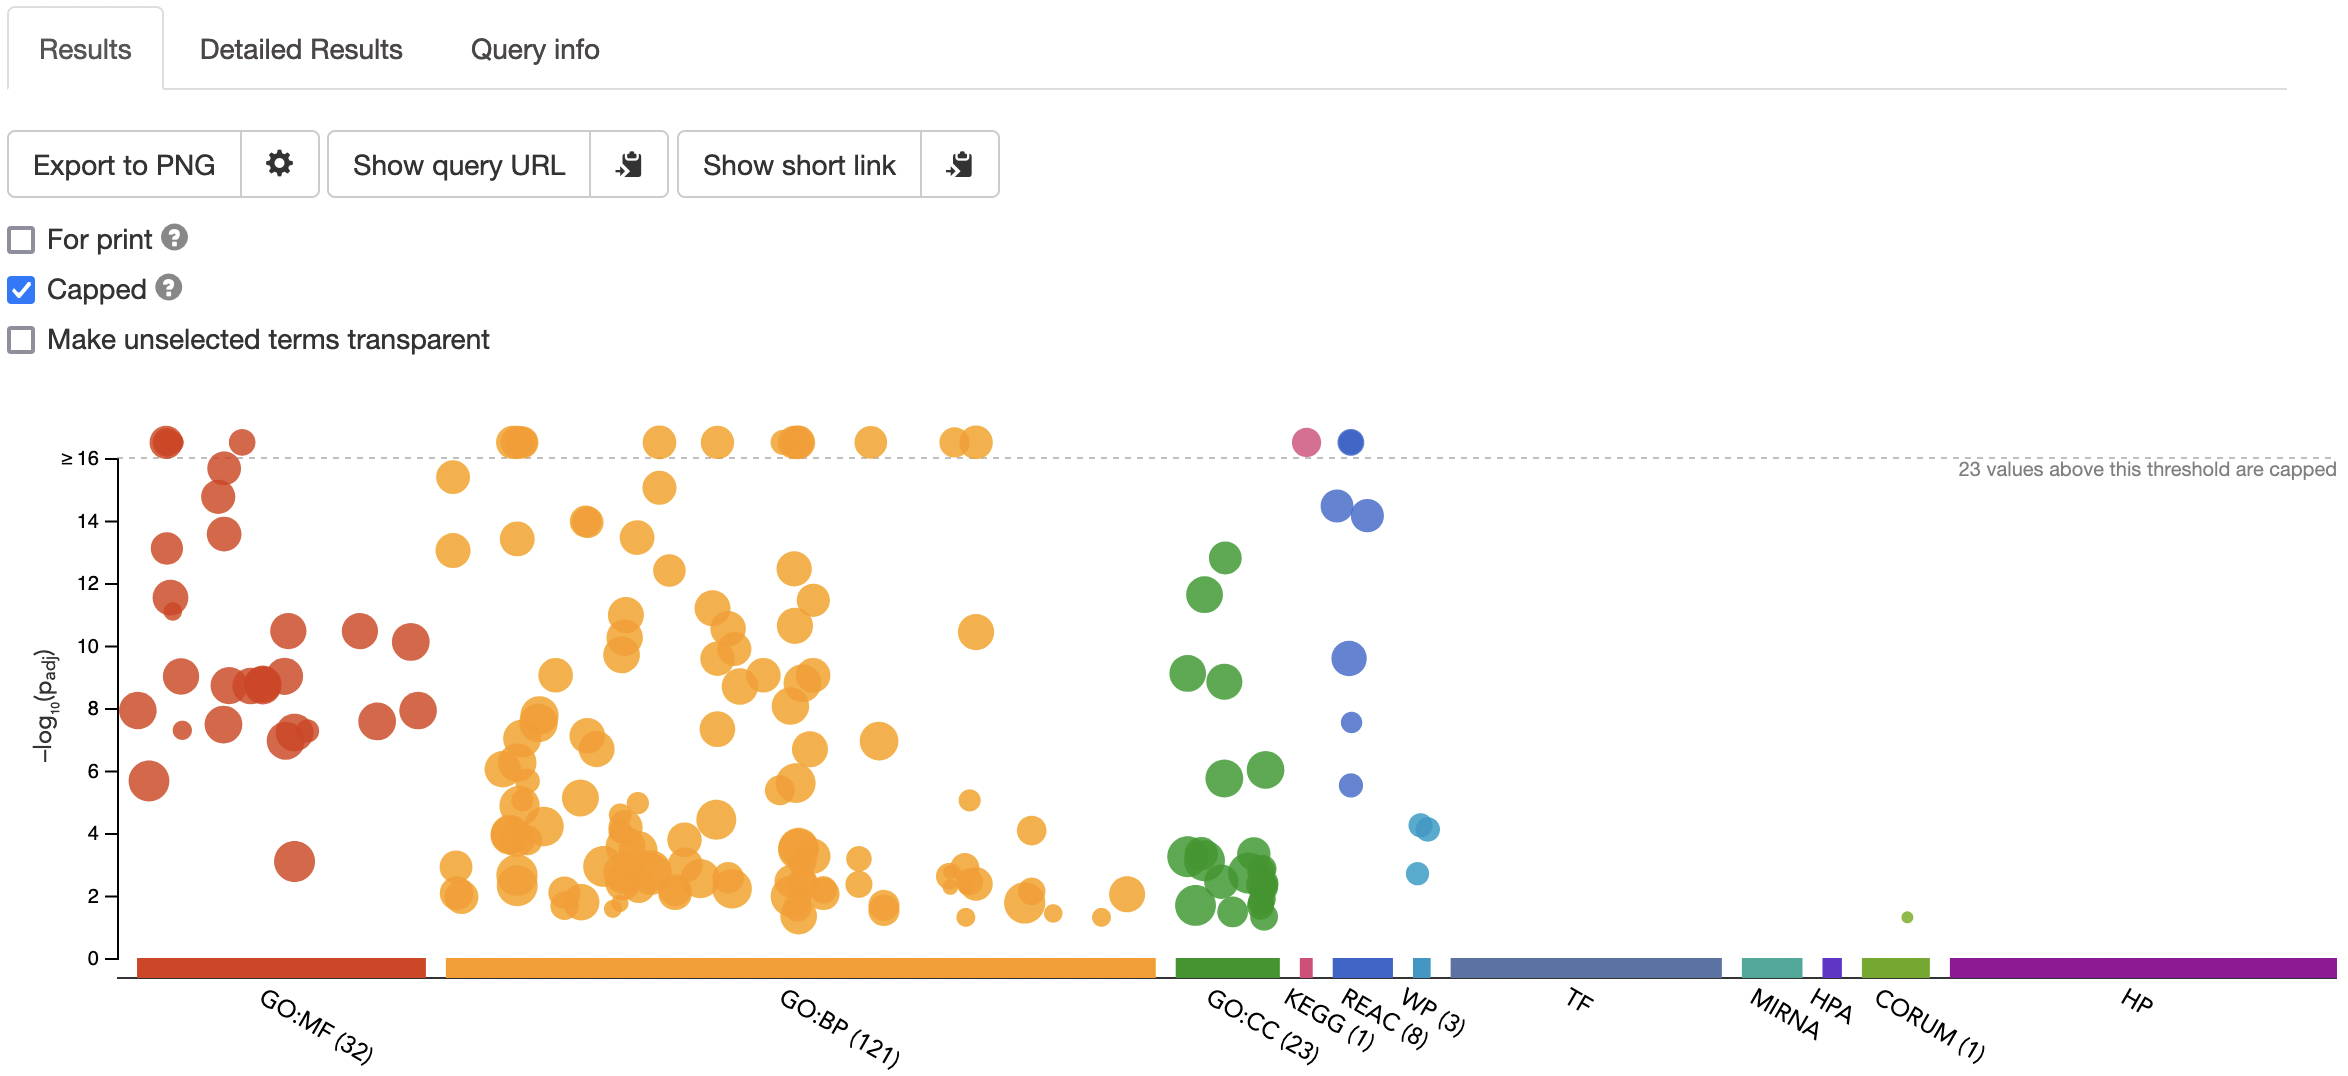 Results Detailed Results Query info
Export to PNG Show query URL Show short link
For print ?
Capped ?
Make unselected terms transparent
≥ 16
23 values above this threshold are capped
14
12
10
8
6
4
2
0
–log10(padj)
GO:MF (32)
GO:BP (121)
GO:CC (23)
KEGG (1)
REAC (8)
WP (3)
TF
MIRNA
HPA
CORUM (1)
HP